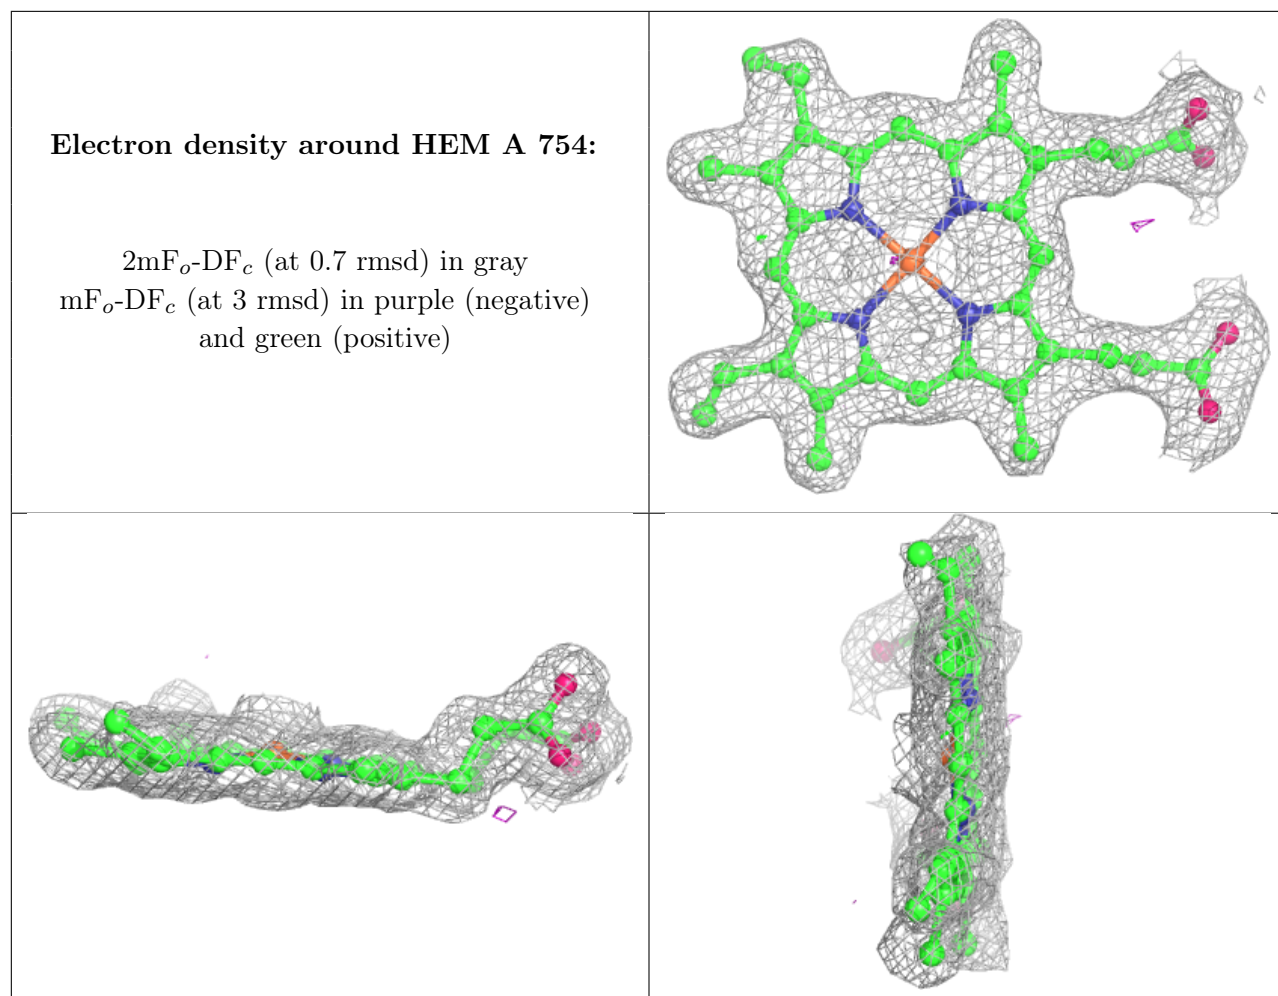 Electron density around HEM A 754:
2mFo-DFc (at 0.7 rmsd) in gray
mFo-DFc (at 3 rmsd) in purple (negative)
and green (positive)